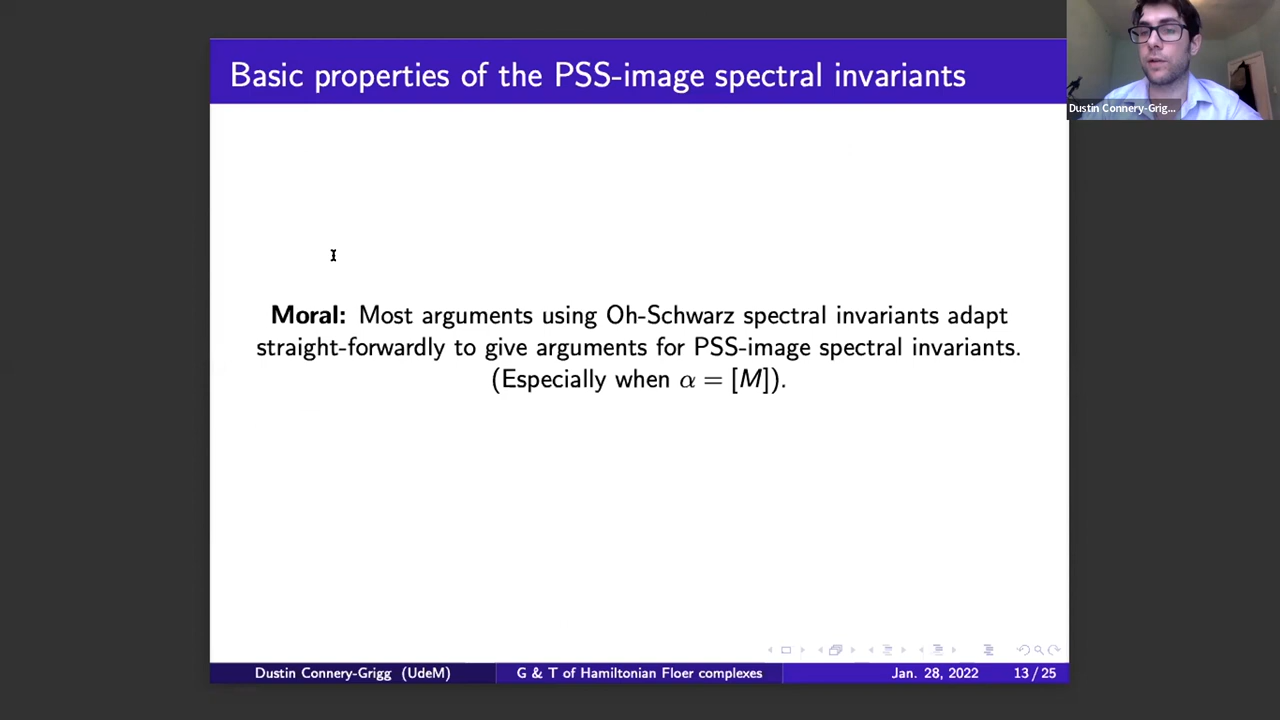 Basic properties of the PSS-image spectral invariants
Dustin Connery-Grig...
Moral: Most arguments using Oh-Schwarz spectral invariants adapt
straight-forwardly to give arguments for PSS-image spectral invariants.
(Especially when α = [M]).
Dustin Connery-Grigg (UdeM)
G & T of Hamiltonian Floer complexes
Jan. 28, 2022
13 / 25